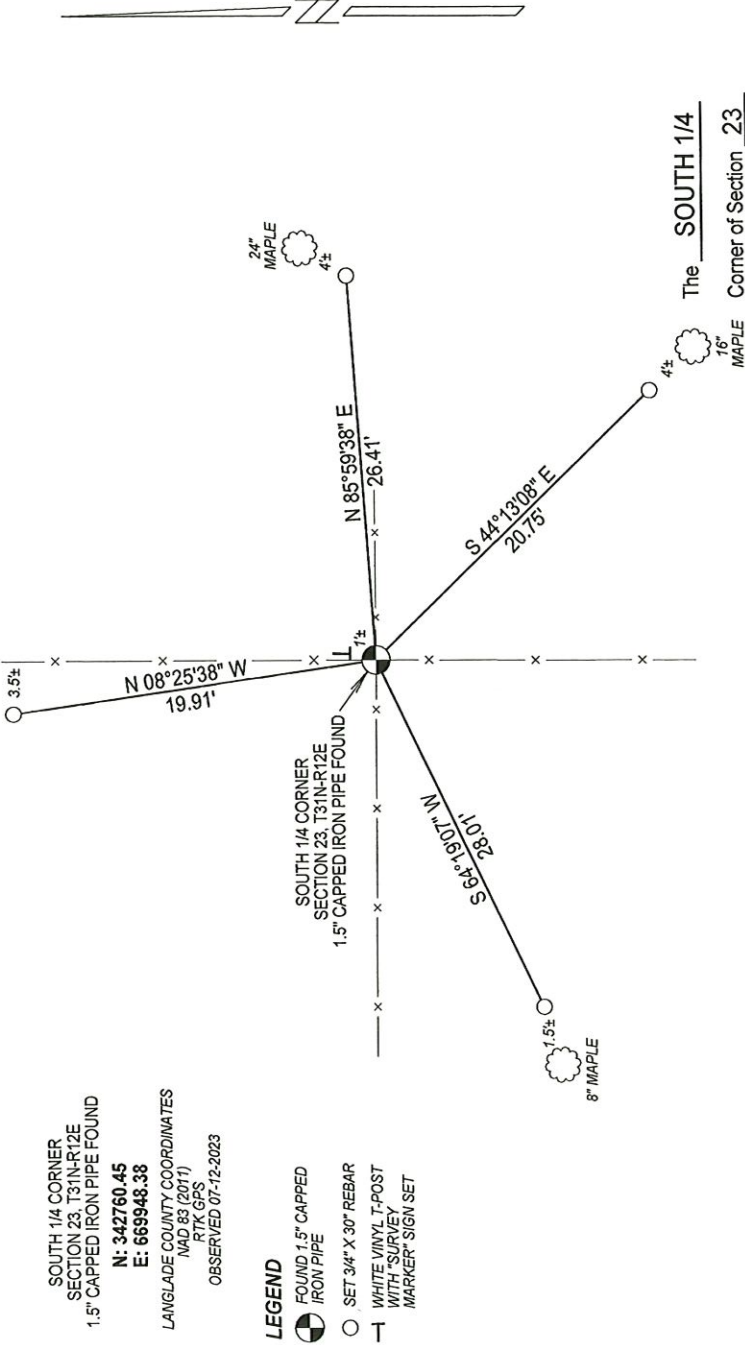 SOUTH 1/4 CORNER
SECTION 23, T31N-R12E
1.5" CAPPED IRON PIPE FOUND
N: 342760.45
E: 669948.38
LANGLADE COUNTY COORDINATES
NAD 83 (2011)
RTK GPS
OBSERVED 07-12-2023
LEGEND
FOUND 1.5" CAPPED
IRON PIPE
SET 3/4" X 30" REBAR
WHITE VINYL T-POST
WITH "SURVEY
MARKER" SIGN SET
3.5'±
N 08°25'38" W
19.91'
SOUTH 1/4 CORNER
SECTION 23, T31N-R12E
1.5" CAPPED IRON PIPE FOUND
1'±
N 85°59'38" E
26.41'
24"
MAPLE
4'±
S 44°13'08" E
20.75'
4'±
16"
MAPLE
S 64°19'07" W
28.01'
1.5'±
8" MAPLE
N
The SOUTH 1/4
Corner of Section 23